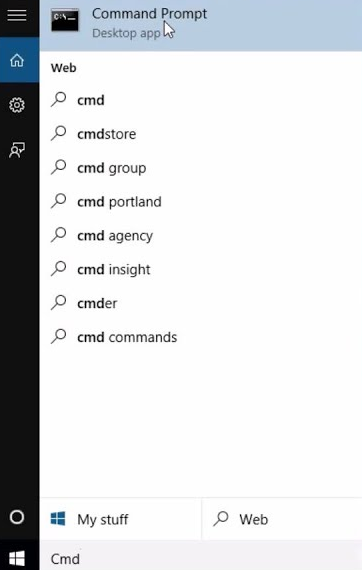 Command Prompt
Desktop app
Web
cmd
cmdstore
cmd group
cmd portland
cmd agency
cmd insight
cmder
cmd commands
My stuff
Web
Cmd